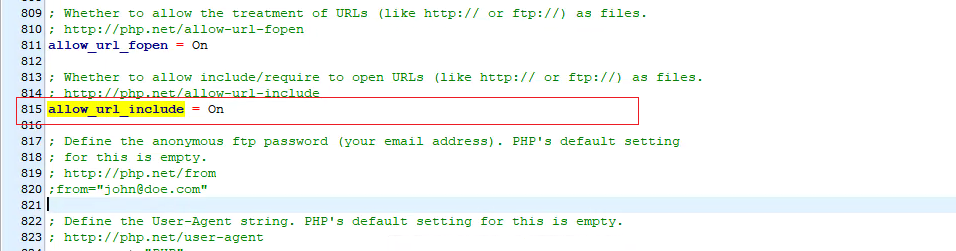 809 ; Whether to allow the treatment of URLs (like http:// or ftp://) as files.
810 ; http://php.net/allow-url-fopen
811 allow_url_fopen = On
812
813 ; Whether to allow include/require to open URLs (like http:// or ftp://) as files.
814 ; http://php.net/allow-url-include
815 allow_url_include = On
816
817 ; Define the anonymous ftp password (your email address). PHP's default setting
818 ; for this is empty.
819 ; http://php.net/from
820 ;from="john@doe.com"
821
822 ; Define the User-Agent string. PHP's default setting for this is empty.
823 ; http://php.net/user-agent